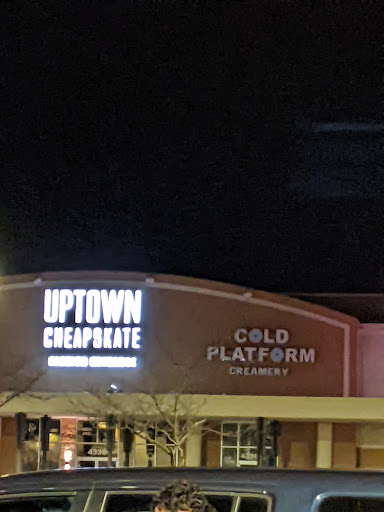 UPTOWN
CHEAPSKATE
COLD
PLATFORM
CREAMERY